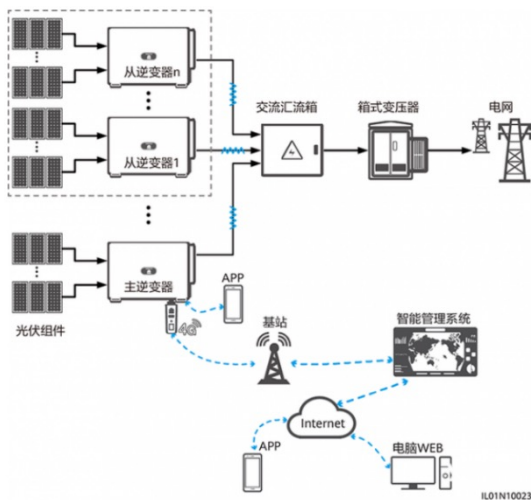 从逆变器n
交流汇流箱
箱式变压器
电网
从逆变器1
主逆变器
APP
4G
光伏组件
基站
智能管理系统
Internet
APP
电脑WEB
IL01N10023